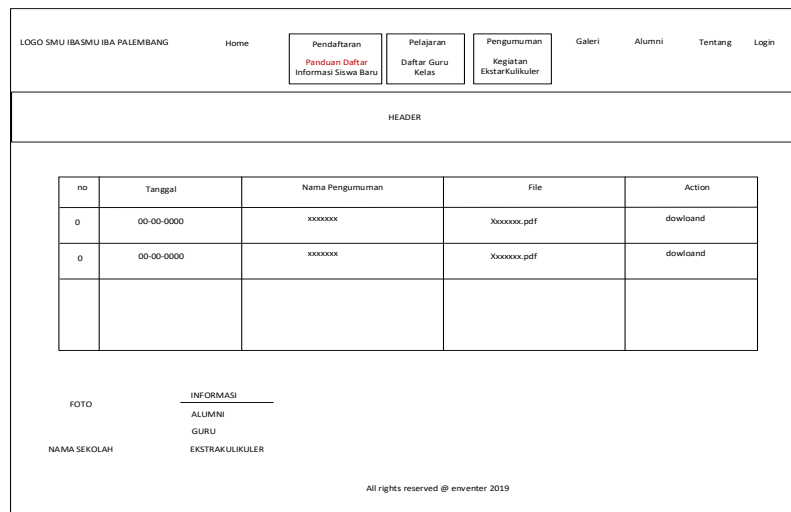 LOGO SMU IBASMU IBA PALEMBANG
Home
Pendaftaran
Panduan Daftar
Informasi Siswa Baru
Pelajaran
Daftar Guru
Kelas
Pengumuman
Kegiatan
EkstarKulikuler
Galeri
Alumni
Tentang
Login
HEADER
no Tanggal Nama Pengumuman File Action
0 00-00-0000 xxxxxxx Xxxxxxx.pdf dowloand
0 00-00-0000 xxxxxxx Xxxxxxx.pdf dowloand
FOTO
NAMA SEKOLAH
INFORMASI
ALUMNI
GURU
EKSTRAKULIKULER
All rights reserved @ enventer 2019